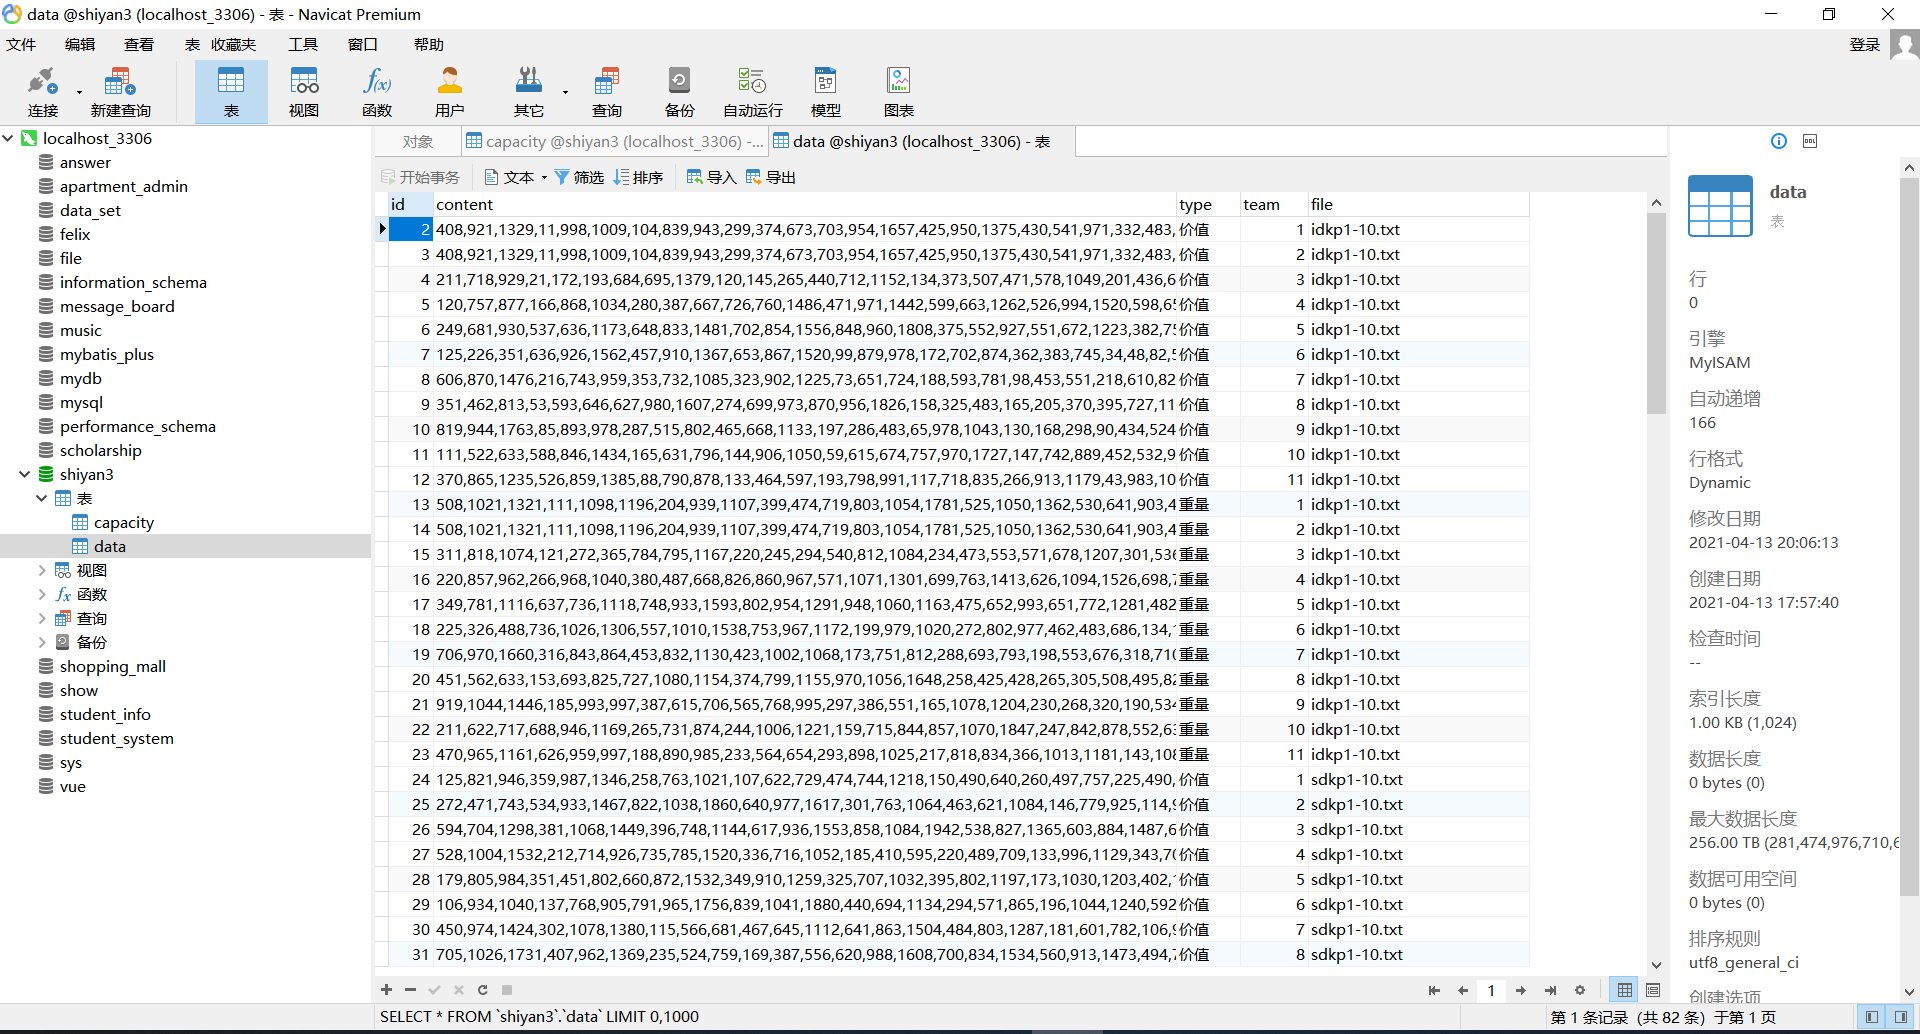 data @shiyan3 (localhost_3306) - 表 - Navicat Premium
文件 编辑 查看 表 收藏夹 工具 窗口 帮助 登录
连接 新建查询 表 视图 函数 用户 其它 查询 备份 自动运行 模型 图表
localhost_3306
answer
apartment_admin
data_set
felix
file
information_schema
message_board
music
mybatis_plus
mydb
mysql
performance_schema
scholarship
shiyan3
表
capacity
data
视图
函数
查询
备份
shopping_mall
show
student_info
student_system
sys
vue
对象 capacity @shiyan3 (localhost_3306) -... data @shiyan3 (localhost_3306) - 表
开始事务 文本 筛选 排序 导入 导出
id content type team file
2 408,921,1329,11,998,1009,104,839,943,299,374,673,703,954,1657,425,950,1375,430,541,971,332,483, 价值 1 idkp1-10.txt
3 408,921,1329,11,998,1009,104,839,943,299,374,673,703,954,1657,425,950,1375,430,541,971,332,483, 价值 2 idkp1-10.txt
4 211,718,929,21,172,193,684,695,1379,120,145,265,440,712,1152,134,373,507,471,578,1049,201,436,6 价值 3 idkp1-10.txt
5 120,757,877,166,868,1034,280,387,667,726,760,1486,471,971,1442,599,663,1262,526,994,1520,598,65 价值 4 idkp1-10.txt
6 249,681,930,537,636,1173,648,833,1481,702,854,1556,848,960,1808,375,552,927,551,672,1223,382,75 价值 5 idkp1-10.txt
7 125,226,351,636,926,1562,457,910,1367,653,867,1520,99,879,978,172,702,874,362,383,745,34,48,82,5 价值 6 idkp1-10.txt
8 606,870,1476,216,743,959,353,732,1085,323,902,1225,73,651,724,188,593,781,98,453,551,218,610,82 价值 7 idkp1-10.txt
9 351,462,813,53,593,646,627,980,1607,274,699,973,870,956,1826,158,325,483,165,205,370,395,727,11 价值 8 idkp1-10.txt
10 819,944,1763,85,893,978,287,515,802,465,668,1133,197,286,483,65,978,1043,130,168,298,90,434,524 价值 9 idkp1-10.txt
11 111,522,633,588,846,1434,165,631,796,144,906,1050,59,615,674,757,970,1727,147,742,889,452,532,9 价值 10 idkp1-10.txt
12 370,865,1235,526,859,1385,88,790,878,133,464,597,193,798,991,117,718,835,266,913,1179,43,983,10 价值 11 idkp1-10.txt
13 508,1021,1321,111,1098,1196,204,939,1107,399,474,719,803,1054,1781,525,1050,1362,530,641,903,4 重量 1 idkp1-10.txt
14 508,1021,1321,111,1098,1196,204,939,1107,399,474,719,803,1054,1781,525,1050,1362,530,641,903,4 重量 2 idkp1-10.txt
15 311,818,1074,121,272,365,784,795,1167,220,245,294,540,812,1084,234,473,553,571,678,1207,301,536 重量 3 idkp1-10.txt
16 220,857,962,266,968,1040,380,487,668,826,860,967,571,1071,1301,699,763,1413,626,1094,1526,698,7 重量 4 idkp1-10.txt
17 349,781,1116,637,736,1118,748,933,1593,802,954,1291,948,1060,1163,475,652,993,651,772,1281,482 重量 5 idkp1-10.txt
18 225,326,488,736,1026,1306,557,1010,1538,753,967,1172,199,979,1020,272,802,977,462,483,686,134, 重量 6 idkp1-10.txt
19 706,970,1660,316,843,864,453,832,1130,423,1002,1068,173,751,812,288,693,793,198,553,676,318,710 重量 7 idkp1-10.txt
20 451,562,633,153,693,825,727,1080,1154,374,799,1155,970,1056,1648,258,425,428,265,305,508,495,82 重量 8 idkp1-10.txt
21 919,1044,1446,185,993,997,387,615,706,565,768,995,297,386,551,165,1078,1204,230,268,320,190,534 重量 9 idkp1-10.txt
22 211,622,717,688,946,1169,265,731,874,244,1006,1221,159,715,844,857,1070,1847,247,842,878,552,63 重量 10 idkp1-10.txt
23 470,965,1161,626,959,997,188,890,985,233,564,654,293,898,1025,217,818,834,366,1013,1181,143,108 重量 11 idkp1-10.txt
24 125,821,946,359,987,1346,258,763,1021,107,622,729,474,744,1218,150,490,640,260,497,757,225,490, 价值 1 sdkp1-10.txt
25 272,471,743,534,933,1467,822,1038,1860,640,977,1617,301,763,1064,463,621,1084,146,779,925,114,9 价值 2 sdkp1-10.txt
26 594,704,1298,381,1068,1449,396,748,1144,617,936,1553,858,1084,1942,538,827,1365,603,884,1487,6 价值 3 sdkp1-10.txt
27 528,1004,1532,212,714,926,735,785,1520,336,716,1052,185,410,595,220,489,709,133,996,1129,343,70 价值 4 sdkp1-10.txt
28 179,805,984,351,451,802,660,872,1532,349,910,1259,325,707,1032,395,802,1197,173,1030,1203,402, 价值 5 sdkp1-10.txt
29 106,934,1040,137,768,905,791,965,1756,839,1041,1880,440,694,1134,294,571,865,196,1044,1240,592 价值 6 sdkp1-10.txt
30 450,974,1424,302,1078,1380,115,566,681,467,645,1112,641,863,1504,484,803,1287,181,601,782,106,9 价值 7 sdkp1-10.txt
31 705,1026,1731,407,962,1369,235,524,759,169,387,556,620,988,1608,700,834,1534,560,913,1473,494,7 价值 8 sdkp1-10.txt
1
SELECT * FROM `shiyan3`.`data` LIMIT 0,1000
第 1 条记录 (共 82 条) 于第 1 页
DDL
data
表
行
0
引擎
MyISAM
自动递增
166
行格式
Dynamic
修改日期
2021-04-13 20:06:13
创建日期
2021-04-13 17:57:40
检查时间
--
索引长度
1.00 KB (1,024)
数据长度
0 bytes (0)
最大数据长度
256.00 TB (281,474,976,710,6
数据可用空间
0 bytes (0)
排序规则
utf8_general_ci
创建选项